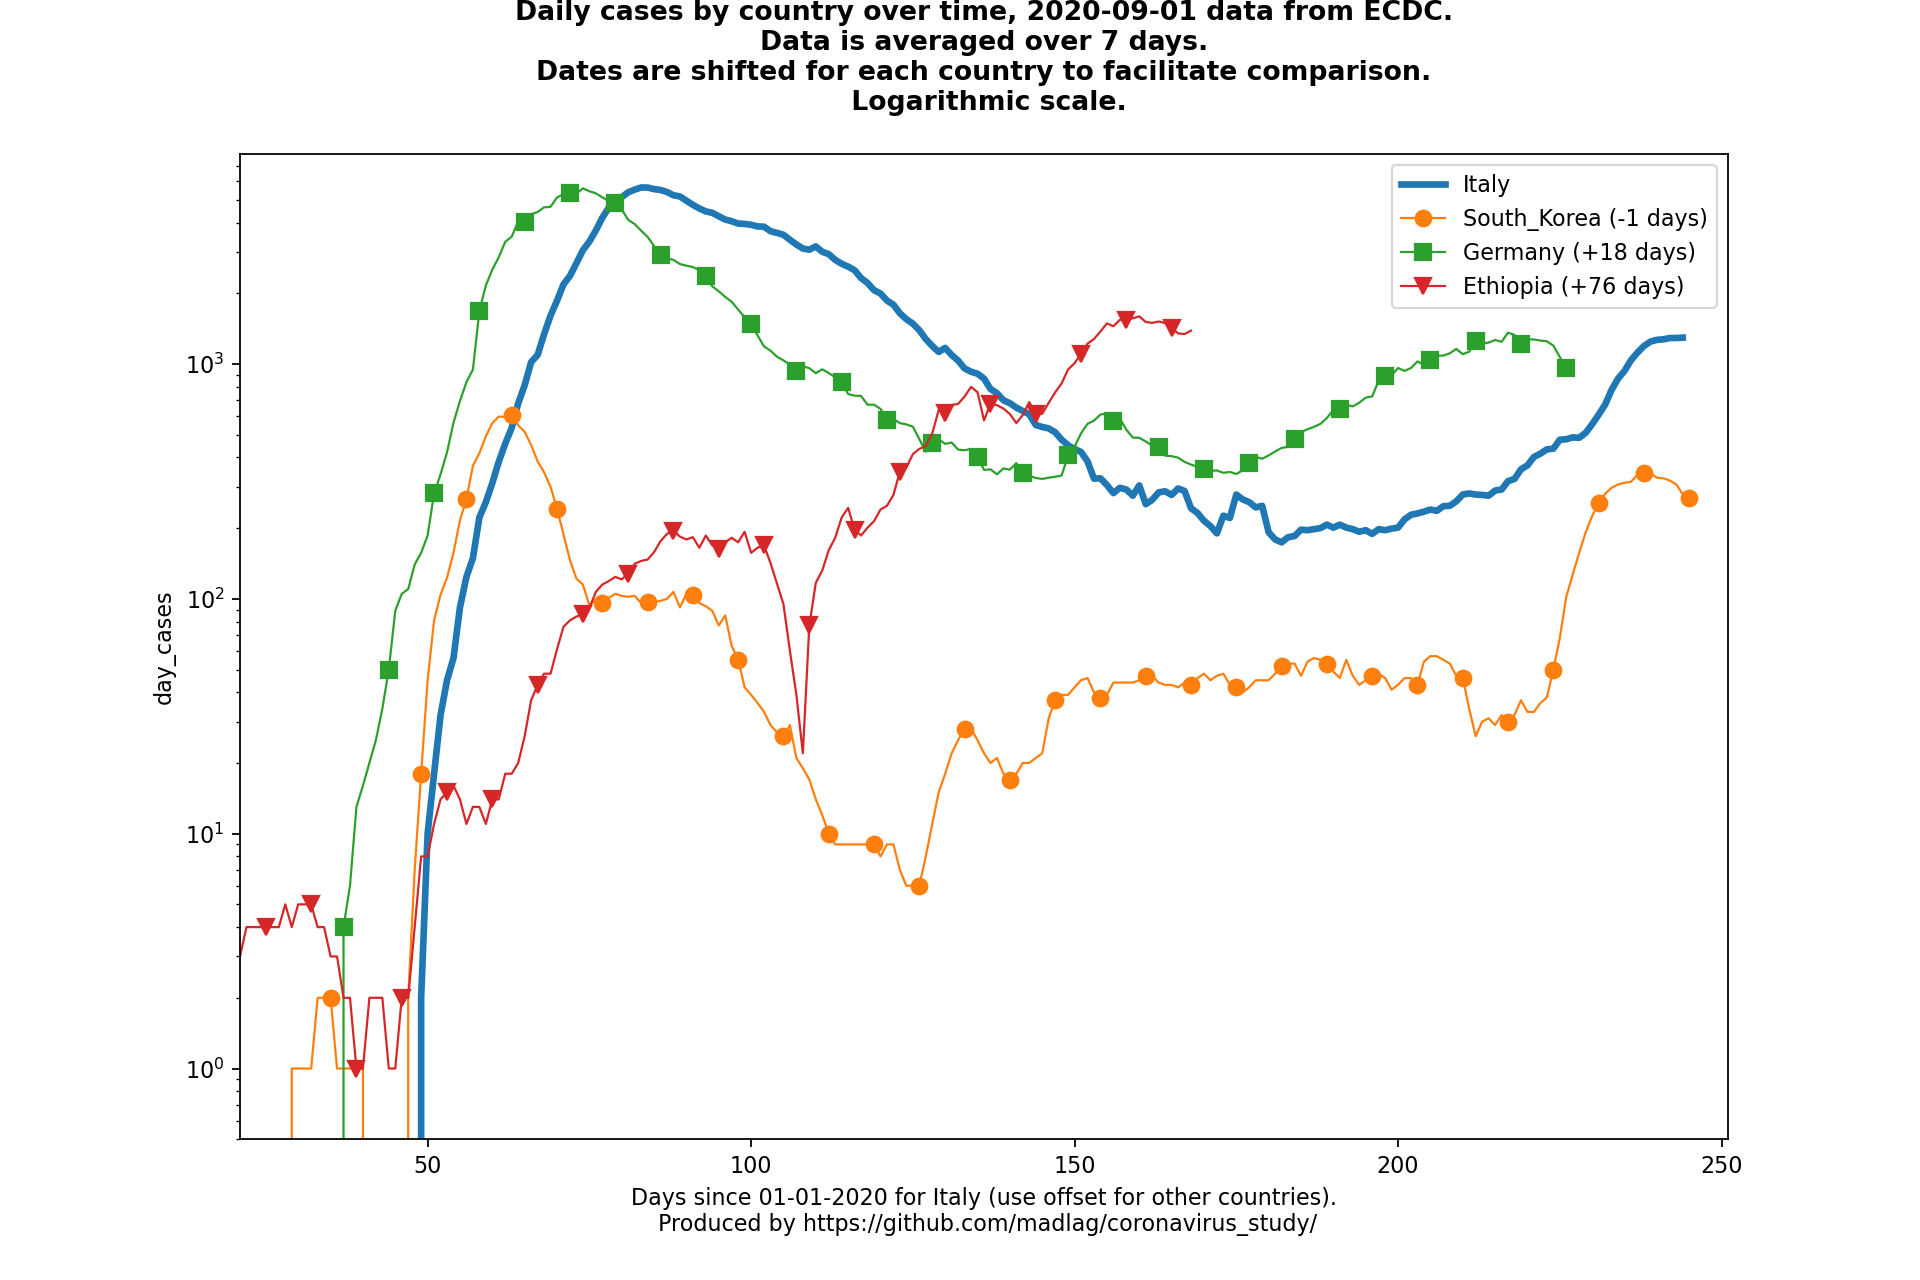 Daily cases by country over time, 2020-09-01 data from ECDC.
Data is averaged over 7 days.
Dates are shifted for each country to facilitate comparison.
Logarithmic scale.
Italy
South_Korea (-1 days)
Germany (+18 days)
Ethiopia (+76 days)
day_cases
10³
10²
10¹
10⁰
50
100
150
200
250
Days since 01-01-2020 for Italy (use offset for other countries).
Produced by https://github.com/madlag/coronavirus_study/